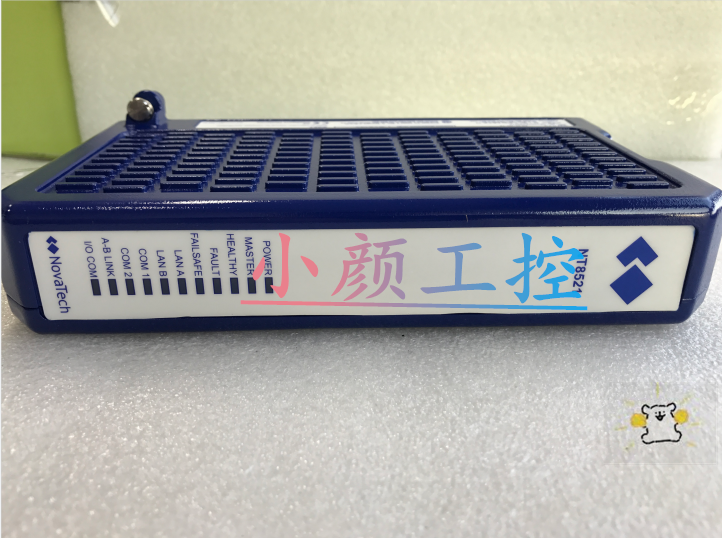 POWER
MASTER
HEALTHY
FAULT
FAILSAFE
LAN A
LAN B
COM 1
COM 2
A-B LINK
I/O COM
NovaTech
NT8521
小颜工控